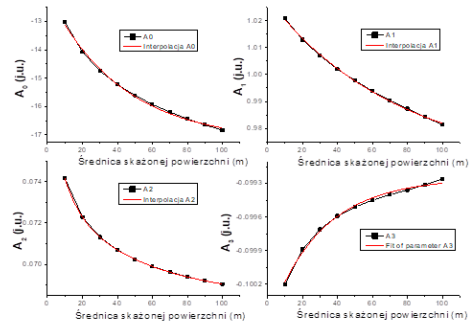 -13
-14
-15
-16
-17
A0 (j.u.)
A0
Interpolacja A0
0 20 40 60 80 100
Średnica skażonej powierzchni (m)
1.02
1.00
0.99
0.98
A1 (j.u.)
A1
Interpolacja A1
0 20 40 60 80 100
Średnica skażonej powierzchni (m)
0.074
0.072
0.070
A2 (j.u.)
A2
Interpolacja A2
0 20 40 60 80 100
Średnica skażonej powierzchni (m)
-0.0993
-0.0996
-0.0999
-0.1002
A3 (j.u.)
A3
Fit of parameter A3
0 20 40 60 80 100
Średnica skażonej powierzchni (m)